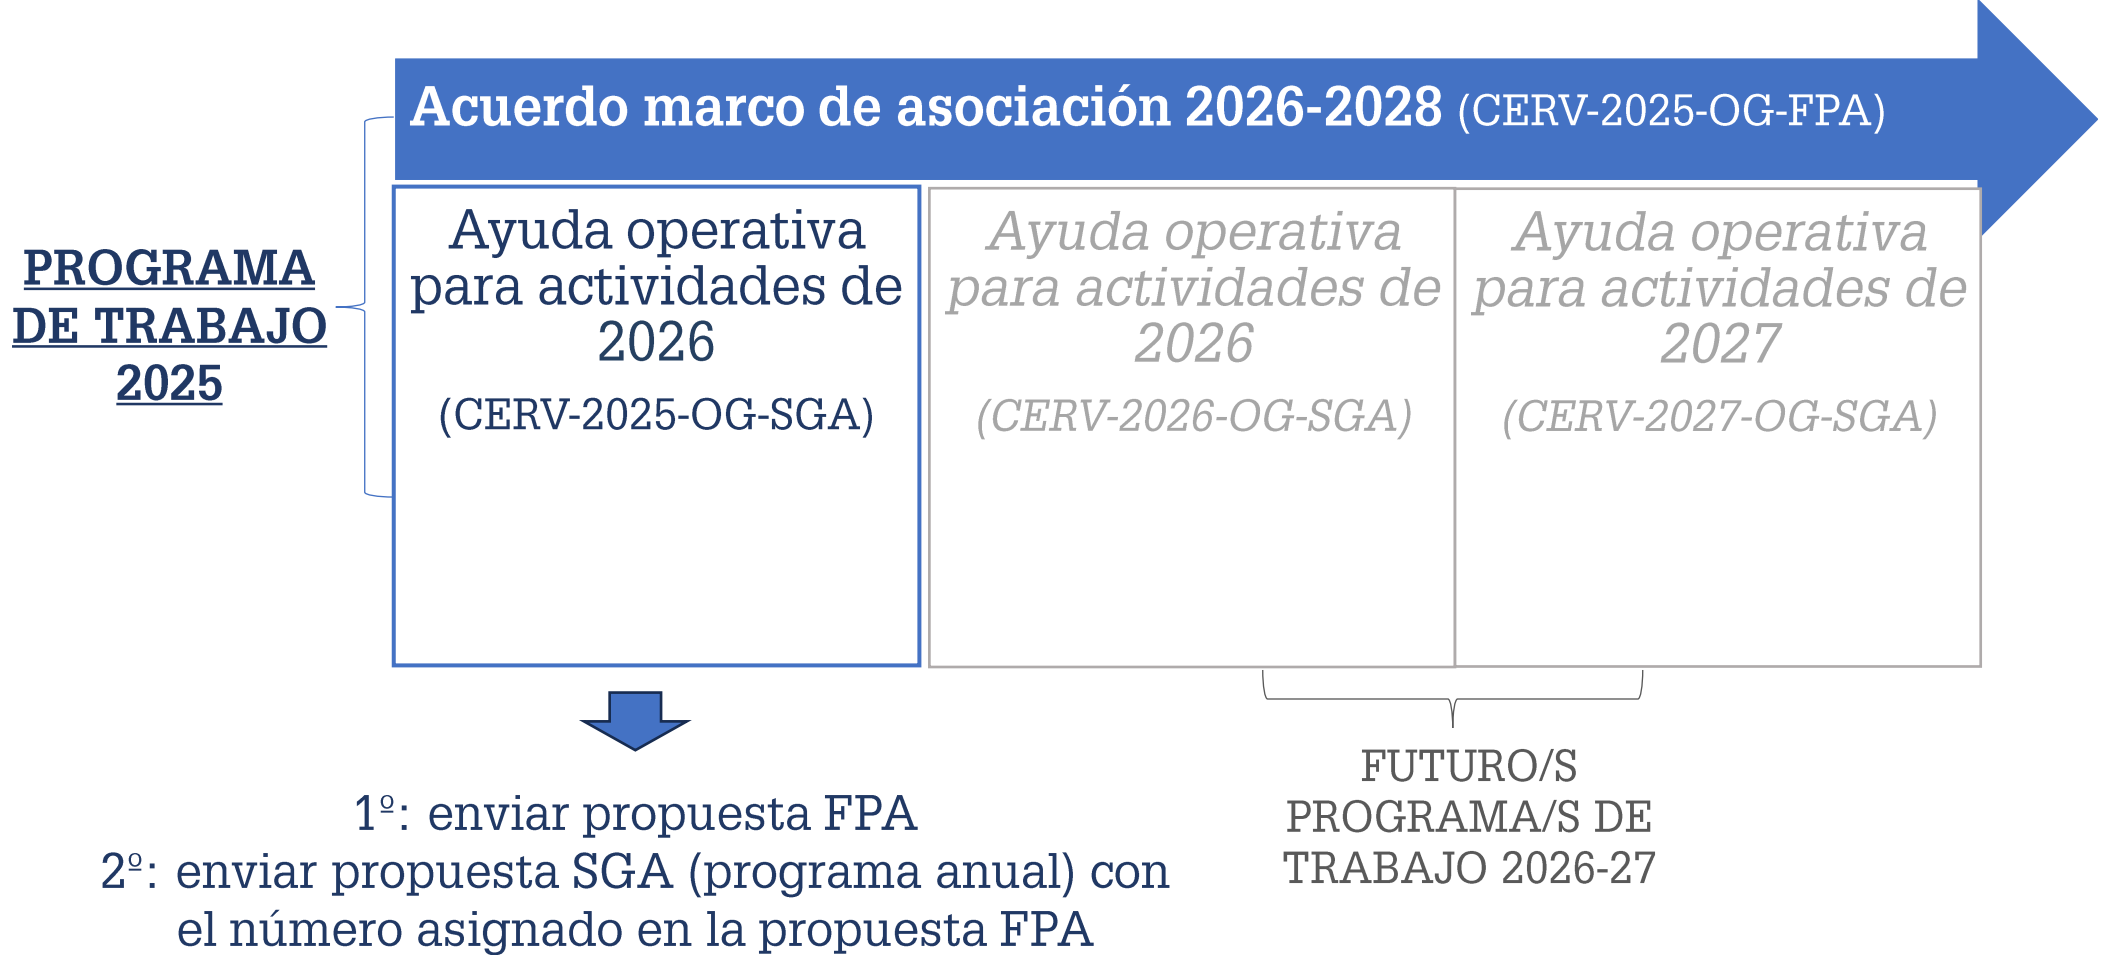 Acuerdo marco de asociación 2026-2028 (CERV-2025-OG-FPA)
PROGRAMA
DE TRABAJO
2025
Ayuda operativa
para actividades de
2026
(CERV-2025-OG-SGA)
Ayuda operativa
para actividades de
2026
(CERV-2026-OG-SGA)
Ayuda operativa
para actividades de
2027
(CERV-2027-OG-SGA)
1º: enviar propuesta FPA
2º: enviar propuesta SGA (programa anual) con
el número asignado en la propuesta FPA
FUTURO/S
PROGRAMA/S DE
TRABAJO 2026-27